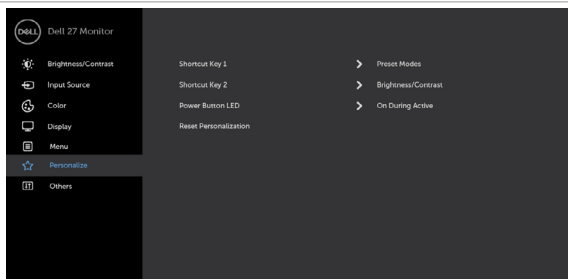 DELL Dell 27 Monitor
Brightness/Contrast
Input Source
Color
Display
Menu
Personalize
Others
Shortcut Key 1 Preset Modes
Shortcut Key 2 Brightness/Contrast
Power Button LED On During Active
Reset Personalization